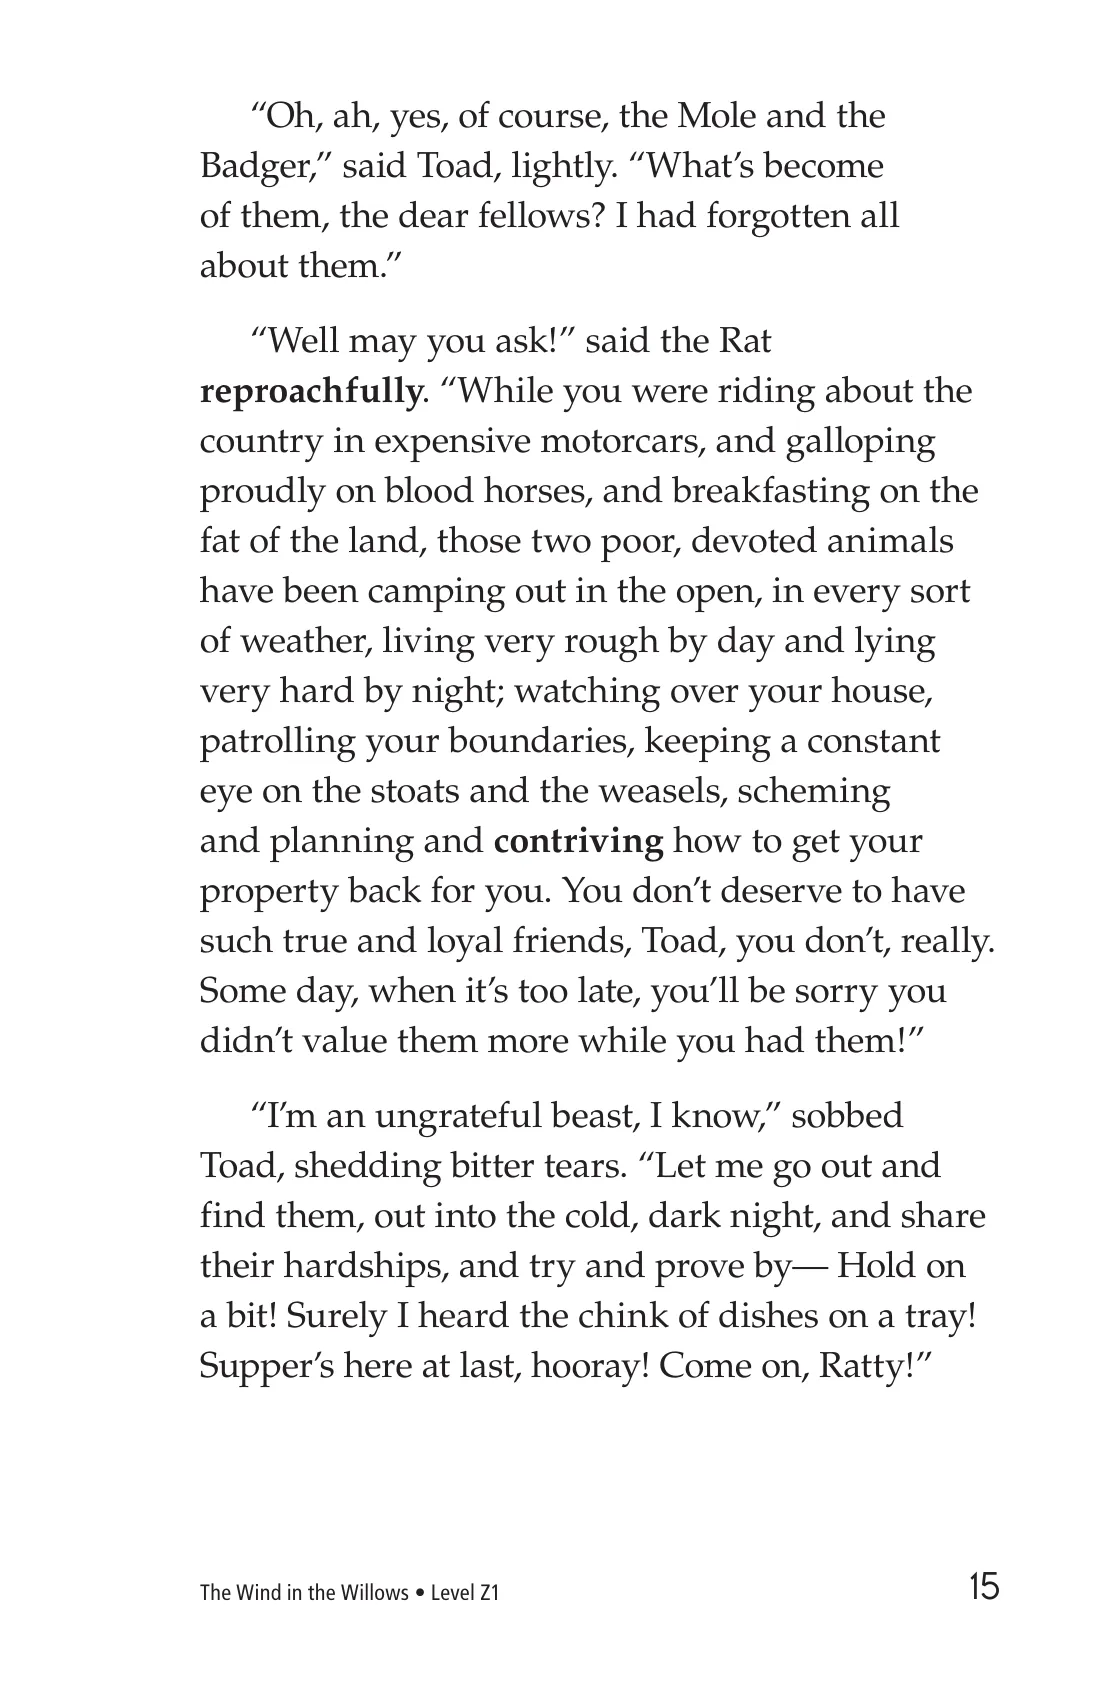 “Oh, ah, yes, of course, the Mole and the
Badger,” said Toad, lightly. “What’s become
of them, the dear fellows? I had forgotten all
about them.”
“Well may you ask!” said the Rat
reproachfully. “While you were riding about the
country in expensive motorcars, and galloping
proudly on blood horses, and breakfasting on the
fat of the land, those two poor, devoted animals
have been camping out in the open, in every sort
of weather, living very rough by day and lying
very hard by night; watching over your house,
patrolling your boundaries, keeping a constant
eye on the stoats and the weasels, scheming
and planning and contriving how to get your
property back for you. You don’t deserve to have
such true and loyal friends, Toad, you don’t, really.
Some day, when it’s too late, you’ll be sorry you
didn’t value them more while you had them!”
“I’m an ungrateful beast, I know,” sobbed
Toad, shedding bitter tears. “Let me go out and
find them, out into the cold, dark night, and share
their hardships, and try and prove by— Hold on
a bit! Surely I heard the chink of dishes on a tray!
Supper’s here at last, hooray! Come on, Ratty!”
The Wind in the Willows • Level Z1
15